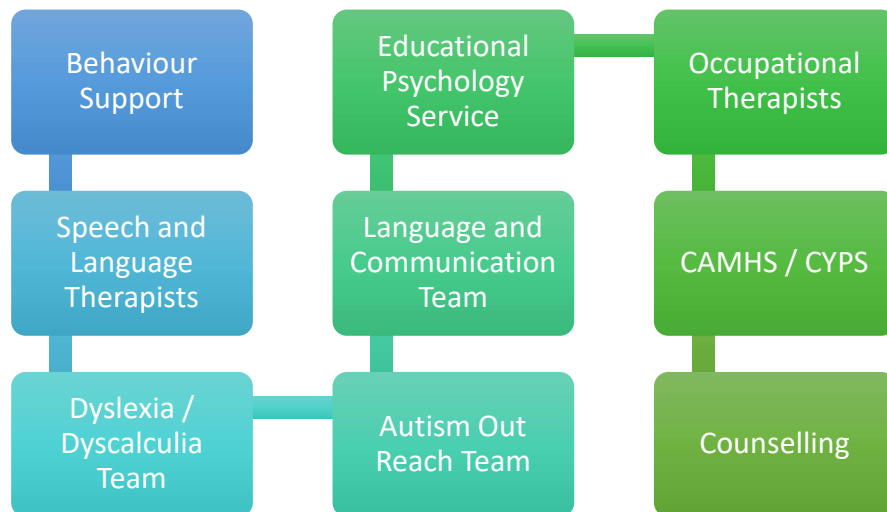 Behaviour
Support
Speech and
Language
Therapists
Dyslexia /
Dyscalculia
Team
Autism Out
Reach Team
Language and
Communication
Team
Educational
Psychology
Service
Occupational
Therapists
CAMHS / CYPS
Counselling